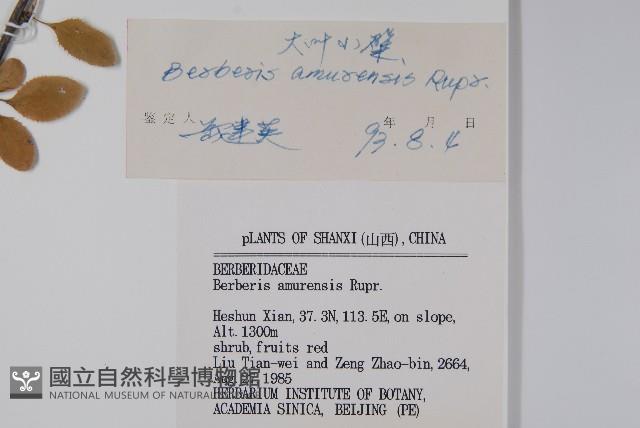 大叶小檗
Berberis amurensis Rupr.
鉴定人 年 月 日
93.8.4
pLANTS OF SHANXI(山西), CHINA
BERBERIDACEAE
Berberis amurensis Rupr.
Heshun Xian, 37.3N, 113.5E, on slope,
Alt. 1300m
shrub, fruits red
Liu Tian-wei and Zeng Zhao-bin, 2664,
1985
HERBARIUM INSTITUTE OF BOTANY,
ACADEMIA SINICA, BEIJING (PE)
國立自然科學博物館
NATIONAL MUSEUM OF NATURAL